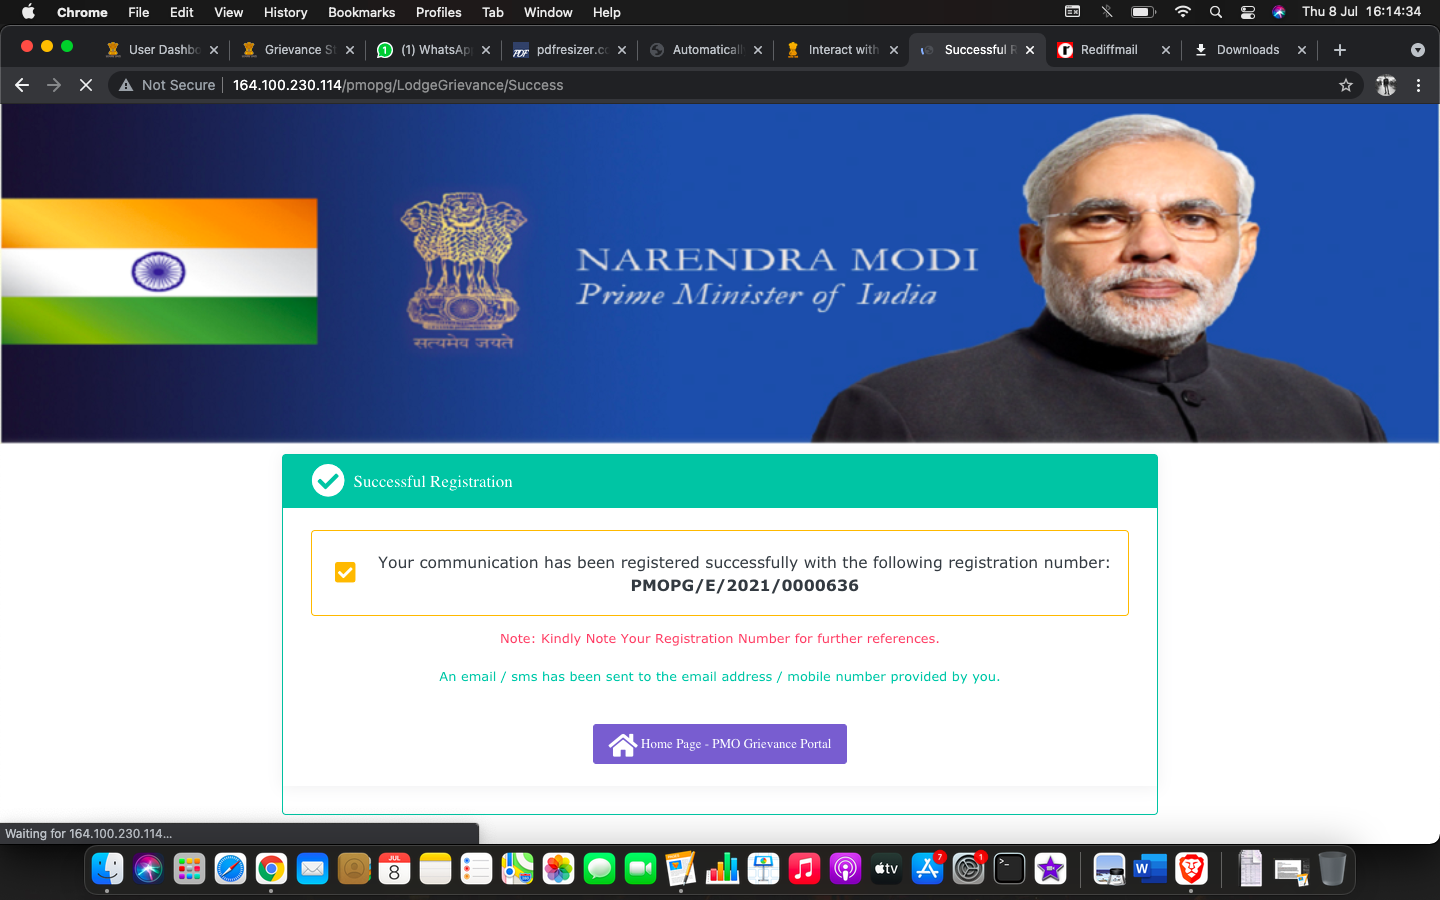 Chrome File Edit View History Bookmarks Profiles Tab Window Help Thu 8 Jul 16:14:34
User Dashbo Grievance St (1) WhatsApp pdfresizer.co Automatically Interact with Successful R Rediffmail Downloads
Not Secure 164.100.230.114/pmopg/LodgeGrievance/Success
NARENDRA MODI
Prime Minister of India
सत्यमेव जयते
Successful Registration
Your communication has been registered successfully with the following registration number:
PMOPG/E/2021/0000636
Note: Kindly Note Your Registration Number for further references.
An email / sms has been sent to the email address / mobile number provided by you.
Home Page - PMO Grievance Portal
Waiting for 164.100.230.114...
JUL
8
tv
7
1
W